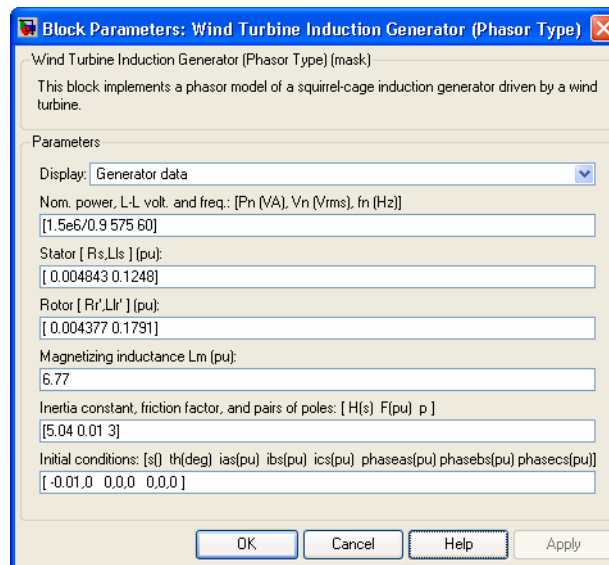 Block Parameters: Wind Turbine Induction Generator (Phasor Type)
Wind Turbine Induction Generator (Phasor Type) (mask)
This block implements a phasor model of a squirrel-cage induction generator driven by a wind
turbine.
Parameters
Display: Generator data
Nom. power, L-L volt. and freq.: [Pn (VA), Vn (Vrms), fn (Hz)]
[1.5e6/0.9 575 60]
Stator [ Rs,Lls ] (pu):
[ 0.004843 0.1248]
Rotor [ Rr',Llr' ] (pu):
[ 0.004377 0.1791]
Magnetizing inductance Lm (pu):
6.77
Inertia constant, friction factor, and pairs of poles: [ H(s) F(pu) p ]
[5.04 0.01 3]
Initial conditions: [s() th(deg) ias(pu) ibs(pu) ics(pu) phaseas(pu) phasebs(pu) phasecs(pu)]
[ -0.01,0 0,0,0 0,0,0 ]
OK Cancel Help Apply